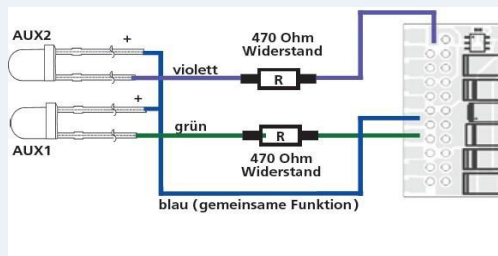 AUX2
+
470 Ohm
Widerstand
violett
R
+
grün
R
AUX1
470 Ohm
Widerstand
blau (gemeinsame Funktion)